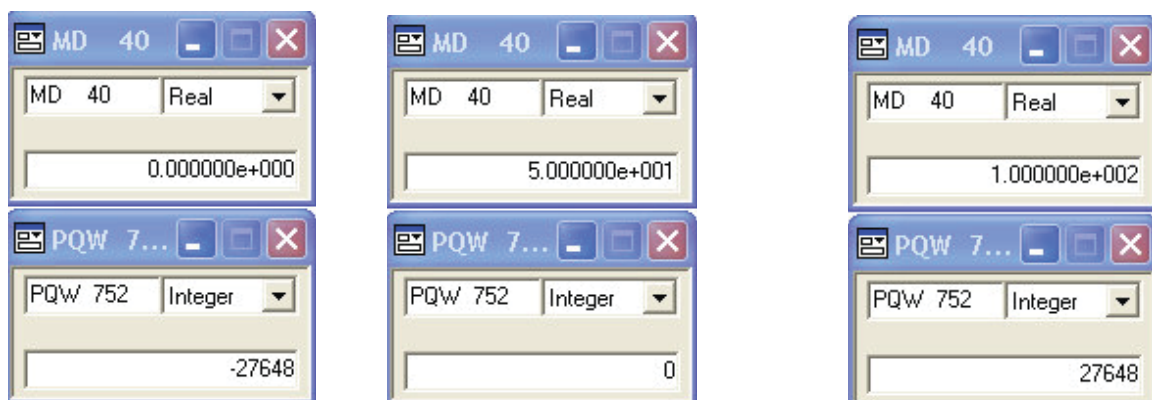 MD 40
MD 40 Real
0.000000e+000
PQW 7...
PQW 752 Integer
-27648
MD 40
MD 40 Real
5.000000e+001
PQW 7...
PQW 752 Integer
0
MD 40
MD 40 Real
1.000000e+002
PQW 7...
PQW 752 Integer
27648